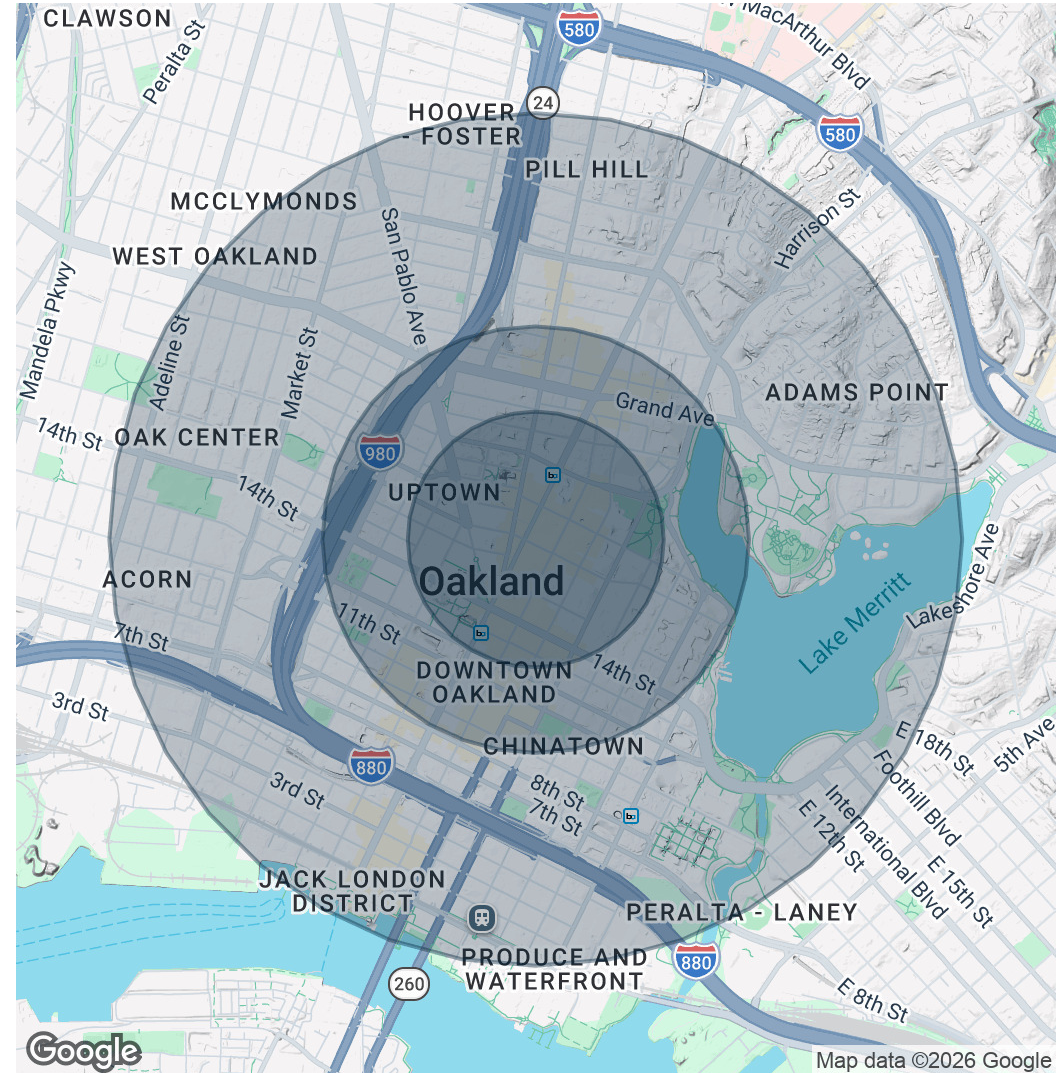 CLAWSON
Peralta St
580
W MacArthur Blvd
24
HOOVER
- FOSTER
580
PILL HILL
MCCLYMONDS
Harrison St
WEST OAKLAND
San Pablo Ave
Mandela Pkwy
Adeline St
Market St
ADAMS POINT
Grand Ave
14th St
OAK CENTER
980
14th St
UPTOWN
ba
Oakland
ACORN
Lake Merritt
Lakeshore Ave
11th St
7th St
ba
DOWNTOWN
OAKLAND
14th St
3rd St
CHINATOWN
E 18th St
5th Ave
880
3rd St
8th St
7th St
ba
Foothill Blvd
International Blvd
E 12th St
E 15th St
JACK LONDON
DISTRICT
PERALTA - LANEY
PRODUCE AND
WATERFRONT
880
260
E 8th St
Google
Map data ©2026 Google